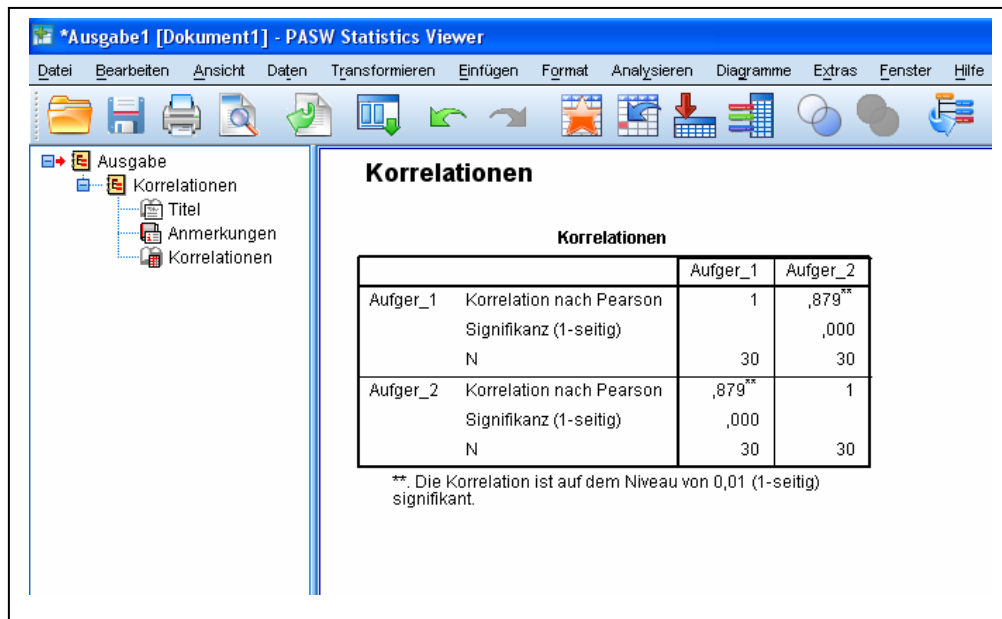 *Ausgabe1 [Dokument1] - PASW Statistics Viewer
Datei Bearbeiten Ansicht Daten Transformieren Einfügen Format Analysieren Diagramme Extras Fenster Hilfe
Ausgabe
Korrelationen
Titel
Anmerkungen
Korrelationen
Korrelationen
Korrelationen
Aufger_1 Aufger_2
Aufger_1 Korrelation nach Pearson 1 ,879**
Signifikanz (1-seitig) ,000
N 30 30
Aufger_2 Korrelation nach Pearson ,879** 1
Signifikanz (1-seitig) ,000
N 30 30
**. Die Korrelation ist auf dem Niveau von 0,01 (1-seitig)
signifikant.